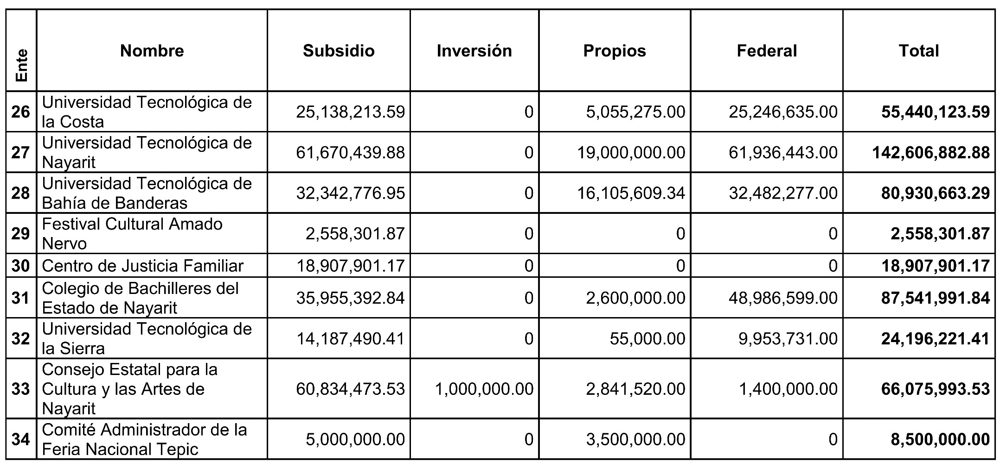 Ente Nombre Subsidio Inversión Propios Federal Total
26 Universidad Tecnológica de la Costa 25,138,213.59 0 5,055,275.00 25,246,635.00 55,440,123.59
27 Universidad Tecnológica de Nayarit 61,670,439.88 0 19,000,000.00 61,936,443.00 142,606,882.88
28 Universidad Tecnológica de Bahía de Banderas 32,342,776.95 0 16,105,609.34 32,482,277.00 80,930,663.29
29 Festival Cultural Amado Nervo 2,558,301.87 0 0 0 2,558,301.87
30 Centro de Justicia Familiar 18,907,901.17 0 0 0 18,907,901.17
31 Colegio de Bachilleres del Estado de Nayarit 35,955,392.84 0 2,600,000.00 48,986,599.00 87,541,991.84
32 Universidad Tecnológica de la Sierra 14,187,490.41 0 55,000.00 9,953,731.00 24,196,221.41
33 Consejo Estatal para la Cultura y las Artes de Nayarit 60,834,473.53 1,000,000.00 2,841,520.00 1,400,000.00 66,075,993.53
34 Comité Administrador de la Feria Nacional Tepic 5,000,000.00 0 3,500,000.00 0 8,500,000.00